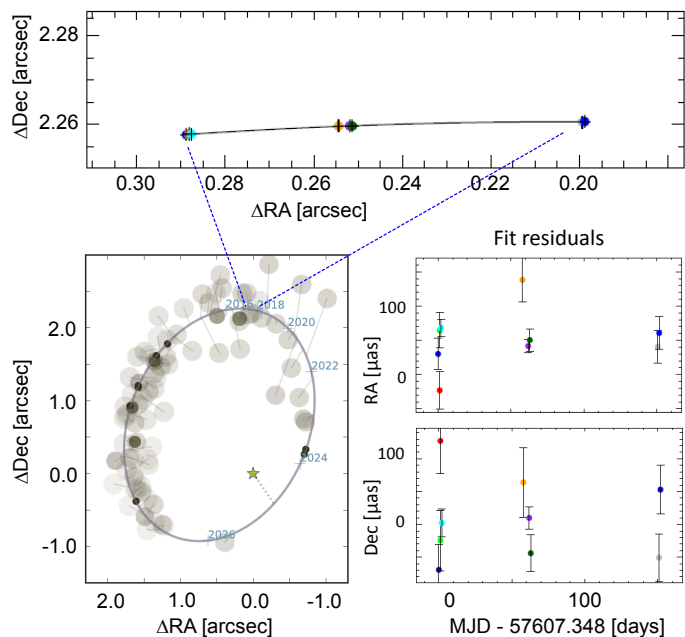 2.28
2.26
ΔDec [arcsec]
0.30 0.28 0.26 0.24 0.22 0.20
ΔRA [arcsec]
2016 2018
2020
2022
2024
2026
2.0
1.0
0.0
-1.0
ΔDec [arcsec]
2.0 1.0 0.0 -1.0
ΔRA [arcsec]
Fit residuals
100
0
RA [µas]
100
0
Dec [µas]
0 100
MJD - 57607.348 [days]